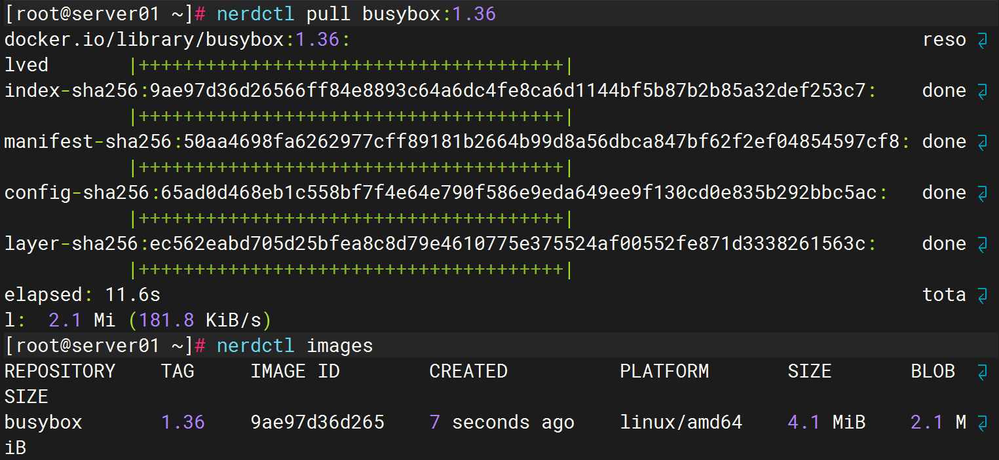 [root@server01 ~]# nerdctl pull busybox:1.36
docker.io/library/busybox:1.36: reso
lved |++++++++++++++++++++++++++++++++++++++|
index-sha256:9ae97d36d26566ff84e8893c64a6dc4fe8ca6d1144bf5b87b2b85a32def253c7: done
|++++++++++++++++++++++++++++++++++++++|
manifest-sha256:50aa4698fa6262977cff89181b2664b99d8a56dbca847bf62f2ef04854597cf8: done
|++++++++++++++++++++++++++++++++++++++|
config-sha256:65ad0d468eb1c558bf7f4e64e790f586e9eda649ee9f130cd0e835b292bbc5ac: done
|++++++++++++++++++++++++++++++++++++++|
layer-sha256:ec562eabd705d25bfea8c8d79e4610775e375524af00552fe871d3338261563c: done
|++++++++++++++++++++++++++++++++++++++|
elapsed: 11.6s tota
l: 2.1 Mi (181.8 KiB/s)
[root@server01 ~]# nerdctl images
REPOSITORY TAG IMAGE ID CREATED PLATFORM SIZE BLOB
SIZE
busybox 1.36 9ae97d36d265 7 seconds ago linux/amd64 4.1 MiB 2.1 M
iB